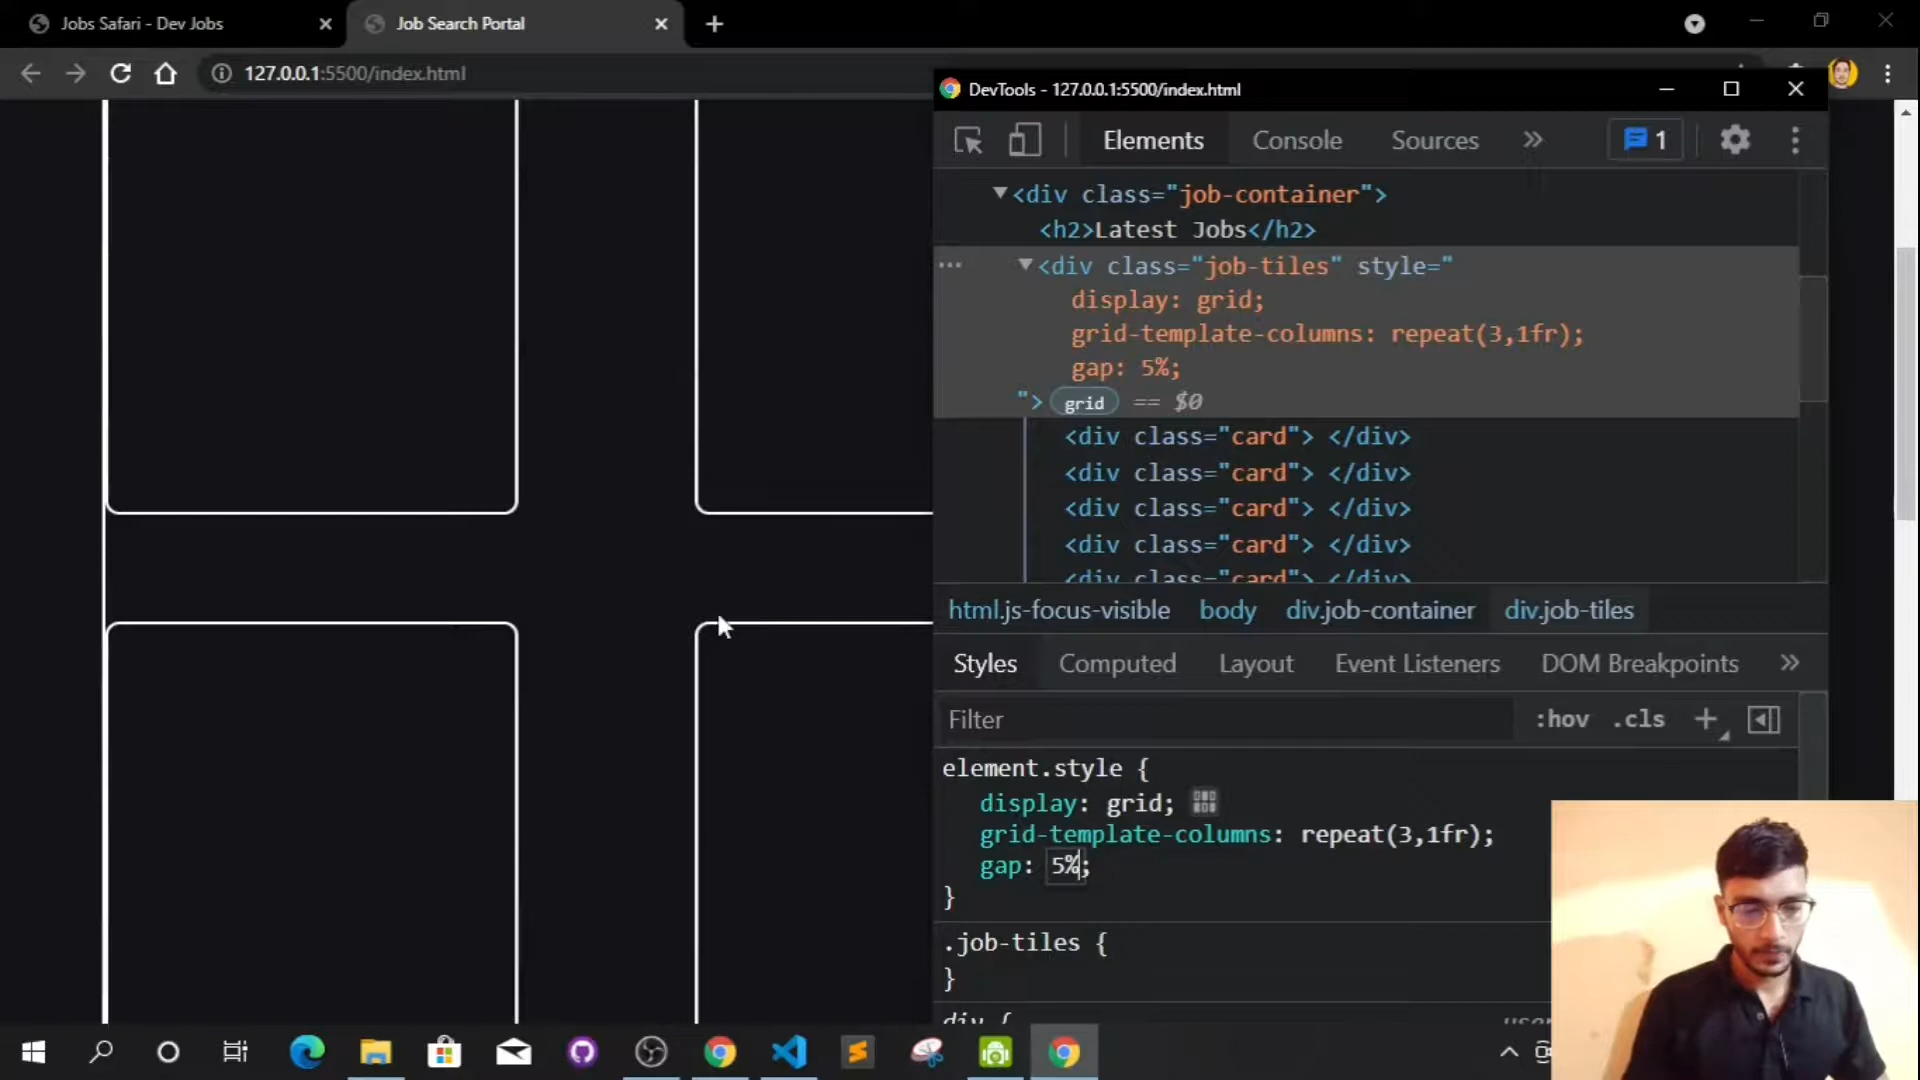 Jobs Safari - Dev Jobs
Job Search Portal
127.0.0.1:5500/index.html
DevTools - 127.0.0.1:5500/index.html
Elements Console Sources 1
<div class="job-container">
<h2>Latest Jobs</h2>
<div class="job-tiles" style="
display: grid;
grid-template-columns: repeat(3,1fr);
gap: 5%;
"> grid == $0
<div class="card"> </div>
<div class="card"> </div>
<div class="card"> </div>
<div class="card"> </div>
<div class="card"> </div>
html.js-focus-visible body div.job-container div.job-tiles
Styles Computed Layout Event Listeners DOM Breakpoints
Filter :hov .cls
element.style {
display: grid;
grid-template-columns: repeat(3,1fr);
gap: 5%;
}
.job-tiles {
}
div {